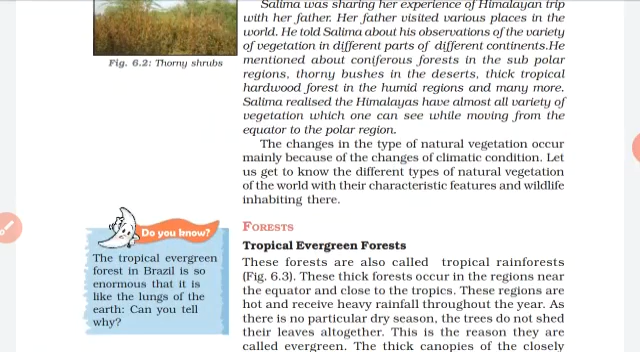 Salima was sharing her experience of Himalayan trip
with her father. Her father visited various places in the
world. He told Salima about his observations of the variety
of vegetation in different parts of different continents.He
mentioned about coniferous forests in the sub polar
regions, thorny bushes in the deserts, thick tropical
hardwood forest in the humid regions and many more.
Salima realised the Himalayas have almost all variety of
vegetation which one can see while moving from the
equator to the polar region.
Fig. 6.2: Thorny shrubs
The changes in the type of natural vegetation occur
mainly because of the changes of climatic condition. Let
us get to know the different types of natural vegetation
of the world with their characteristic features and wildlife
inhabiting there.
Do you know?
The tropical evergreen
forest in Brazil is so
enormous that it is
like the lungs of the
earth: Can you tell
why?
FORESTS
Tropical Evergreen Forests
These forests are also called tropical rainforests
(Fig. 6.3). These thick forests occur in the regions near
the equator and close to the tropics. These regions are
hot and receive heavy rainfall throughout the year. As
there is no particular dry season, the trees do not shed
their leaves altogether. This is the reason they are
called evergreen. The thick canopies of the closely